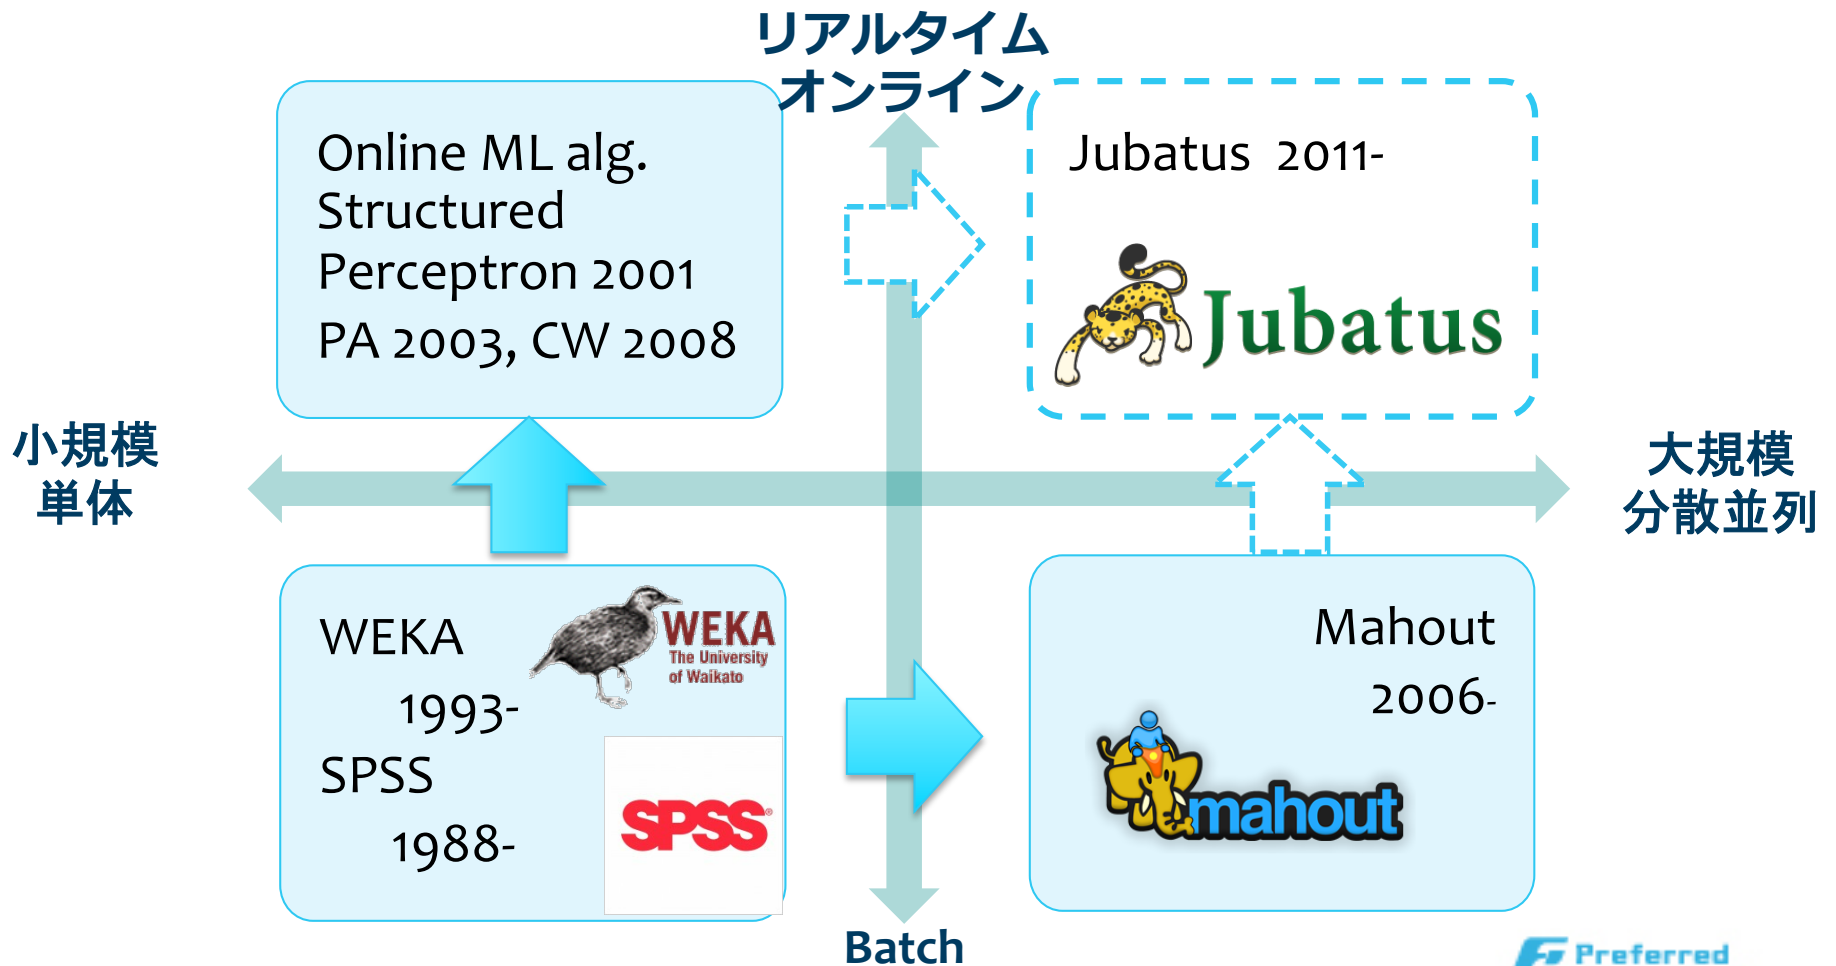 リアルタイム
オンライン
Online ML alg.
Structured
Perceptron 2001
PA 2003, CW 2008
Jubatus 2011-
Jubatus
小規模
単体
大規模
分散並列
WEKA
1993-
SPSS
1988-
WEKA
The University
of Waikato
SPSS®
Mahout
2006-
mahout
Batch
Preferred